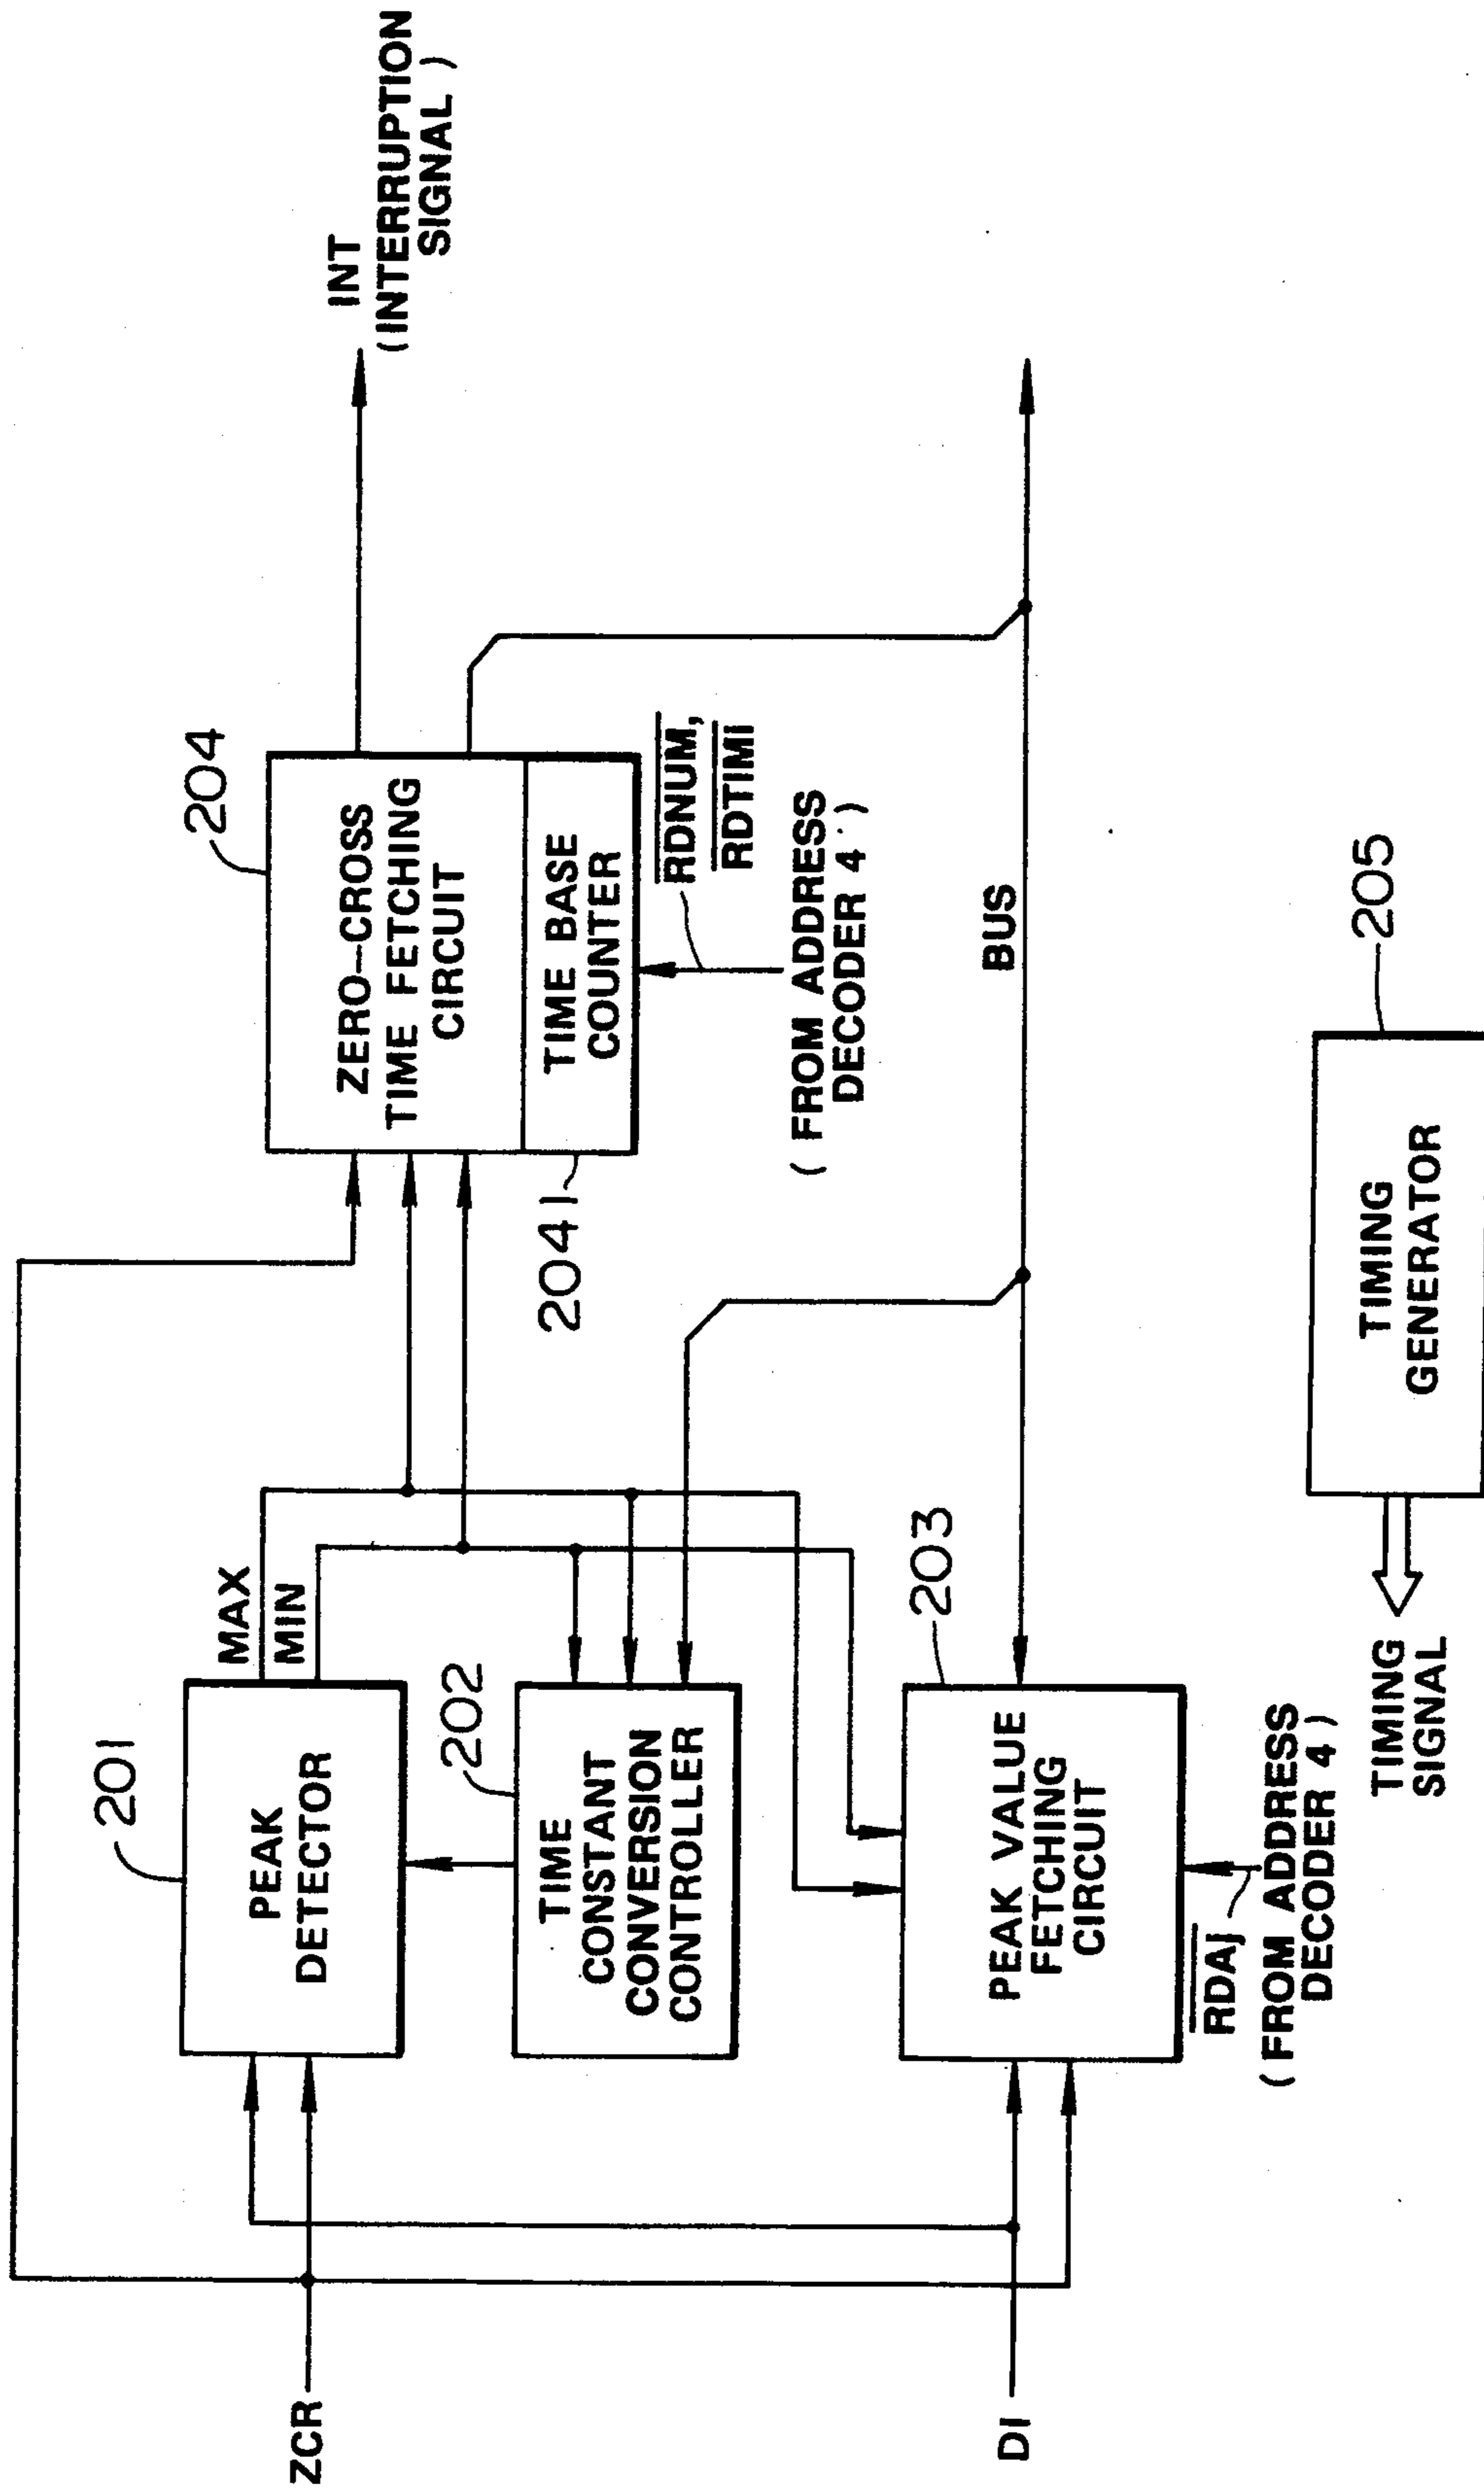 INT
(INTERRUPTION
SIGNAL)
204
ZERO-CROSS
TIME FETCHING
CIRCUIT
TIME BASE
COUNTER
2041
RDNUM,
RDTIMi
(FROM ADDRESS
DECODER 4)
MAX
MIN
201
PEAK
DETECTOR
202
TIME
CONSTANT
CONVERSION
CONTROLLER
BUS
203
PEAK VALUE
FETCHING
CIRCUIT
RDAj
(FROM ADDRESS
DECODER 4)
ZCR
DI
205
TIMING
GENERATOR
TIMING
SIGNAL